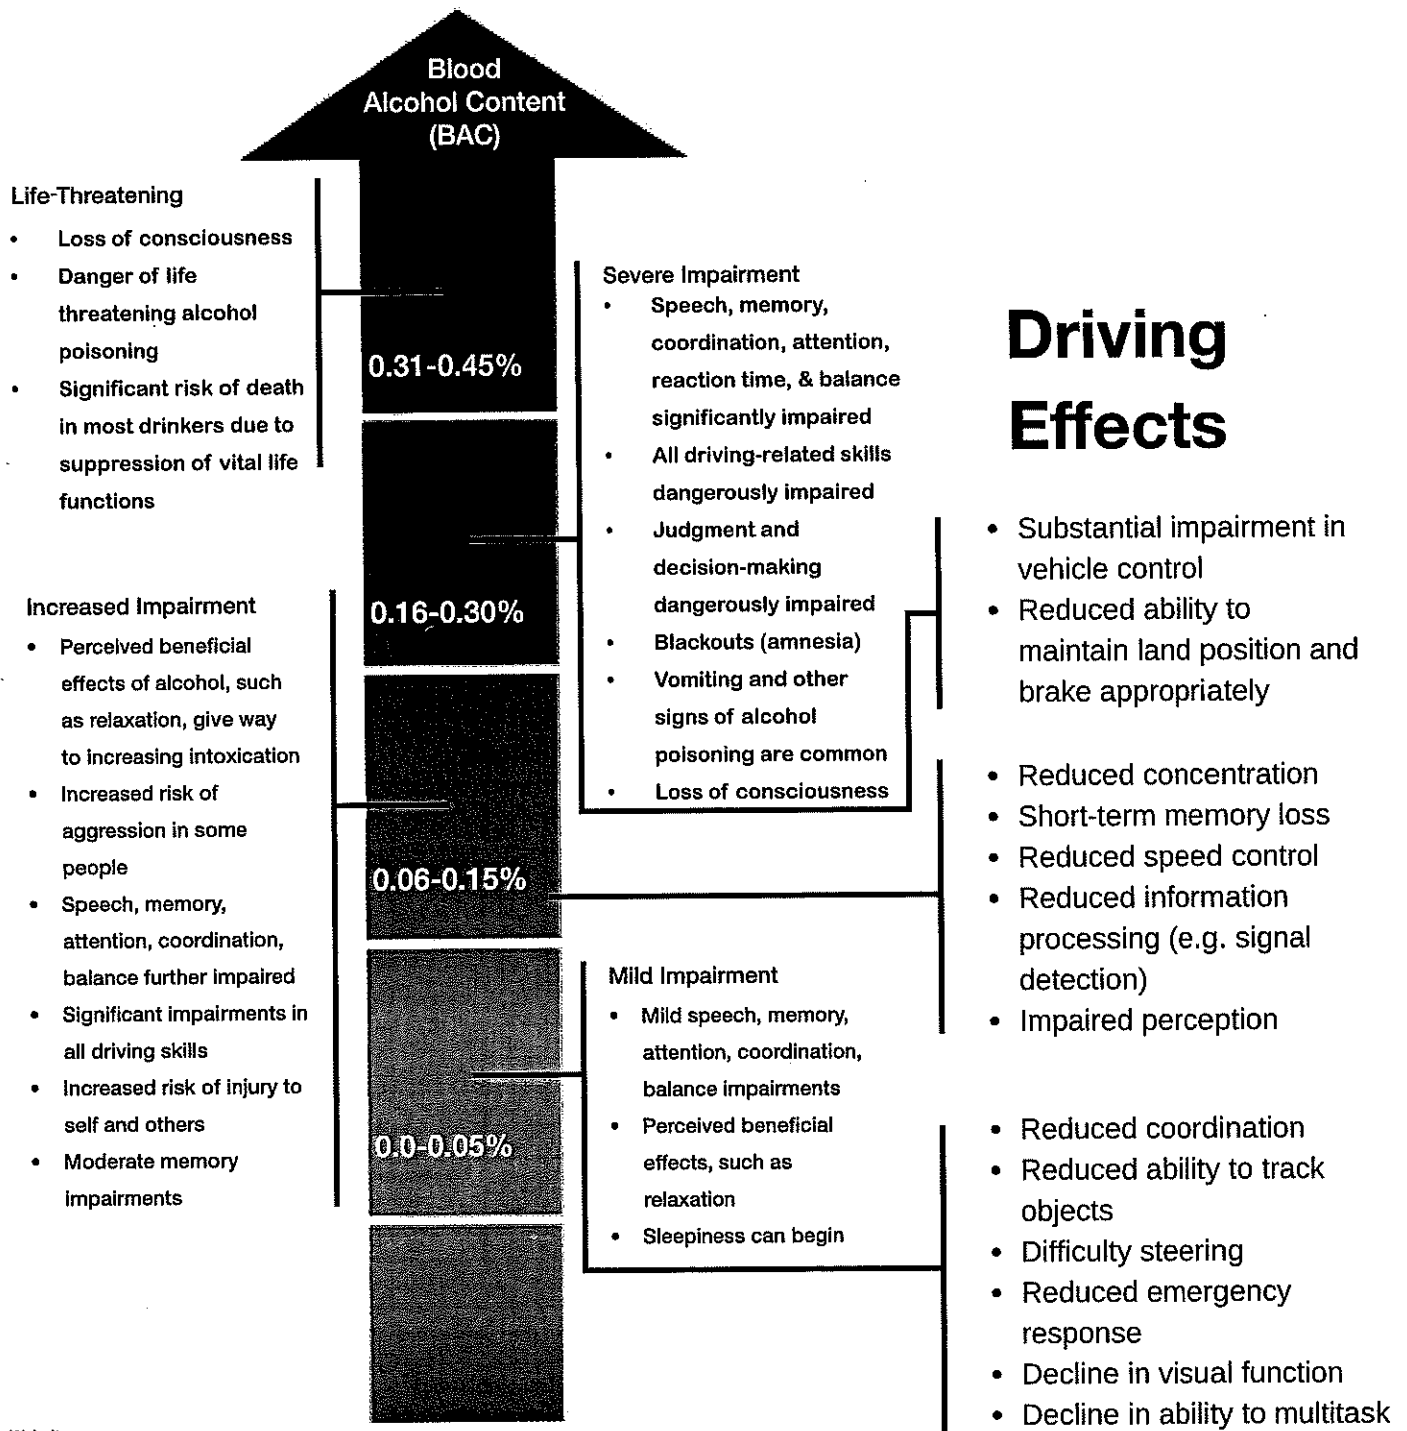 Blood
Alcohol Content
(BAC)
Life-Threatening
• Loss of consciousness
• Danger of life
threatening alcohol
poisoning
• Significant risk of death
in most drinkers due to
suppression of vital life
functions
0.31-0.45%
Severe Impairment
• Speech, memory,
coordination, attention,
reaction time, & balance
significantly impaired
• All driving-related skills
dangerously impaired
• Judgment and
decision-making
dangerously impaired
• Blackouts (amnesia)
• Vomiting and other
signs of alcohol
poisoning are common
• Loss of consciousness
0.16-0.30%
Increased Impairment
• Perceived beneficial
effects of alcohol, such
as relaxation, give way
to increasing intoxication
• Increased risk of
aggression in some
people
• Speech, memory,
attention, coordination,
balance further impaired
• Significant impairments in
all driving skills
• Increased risk of injury to
self and others
• Moderate memory
impairments
0.06-0.15%
Mild Impairment
• Mild speech, memory,
attention, coordination,
balance impairments
• Perceived beneficial
effects, such as
relaxation
• Sleepiness can begin
0.0-0.05%
Driving
Effects
• Substantial impairment in
vehicle control
• Reduced ability to
maintain land position and
brake appropriately
• Reduced concentration
• Short-term memory loss
• Reduced speed control
• Reduced information
processing (e.g. signal
detection)
• Impaired perception
• Reduced coordination
• Reduced ability to track
objects
• Difficulty steering
• Reduced emergency
response
• Decline in visual function
• Decline in ability to multitask